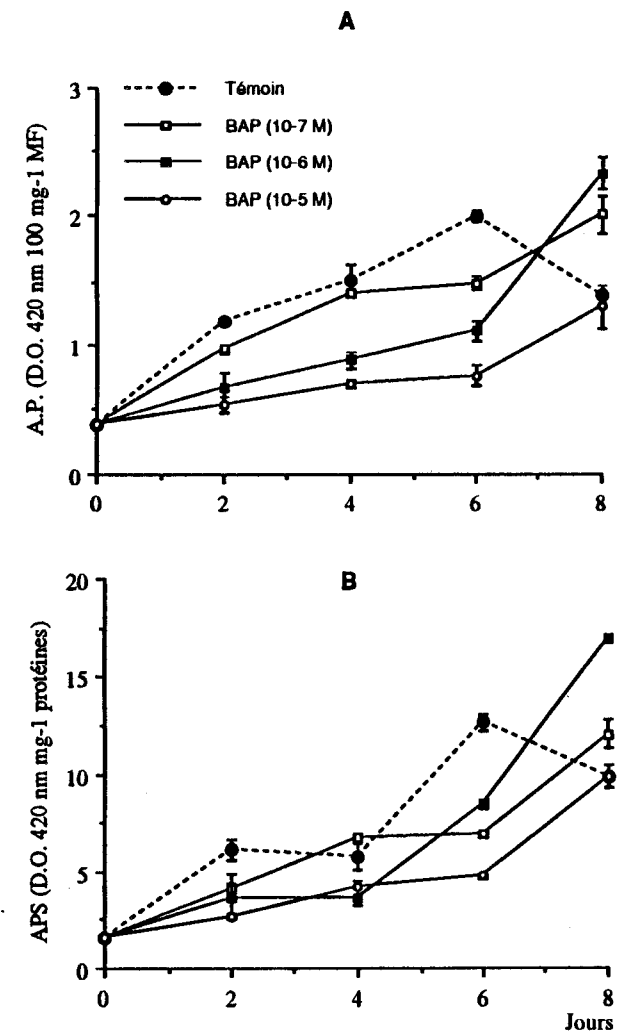 A
A.P. (D.O. 420 nm 100 mg-1 MF)
3
2
1
0
Témoin
BAP (10-7 M)
BAP (10-6 M)
BAP (10-5 M)
0 2 4 6 8
B
APS (D.O. 420 nm mg-1 protéines)
20
15
10
5
0
0 2 4 6 8
Jours